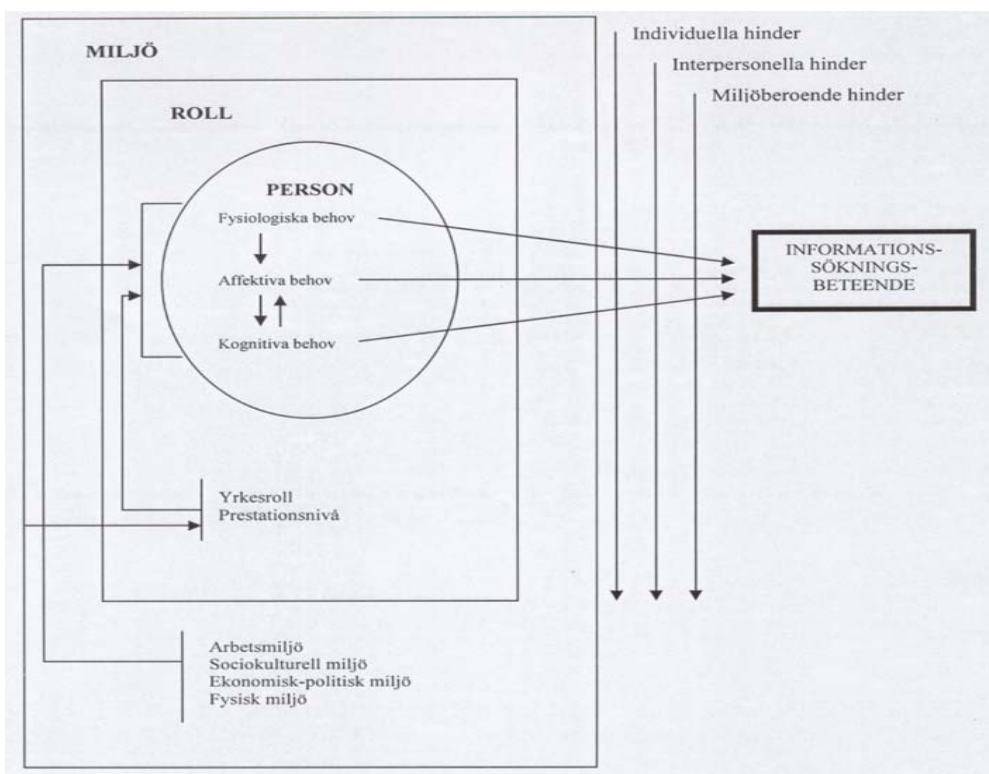 MILJÖ
ROLL
PERSON
Fysiologiska behov
Affektiva behov
Kognitiva behov
Yrkesroll
Prestationsnivå
Arbetsmiljö
Sociokulturell miljö
Ekonomisk-politisk miljö
Fysisk miljö
Individuella hinder
Interpersonella hinder
Miljöberoende hinder
INFORMATIONS-
SÖKNINGS-
BETEENDE